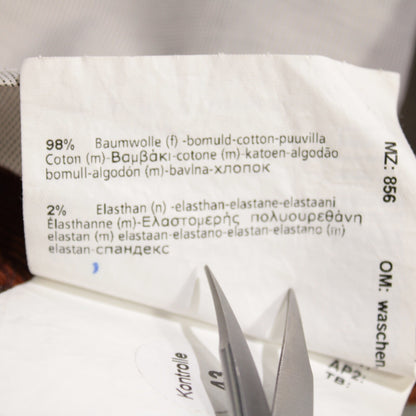 98% Baumwolle (f) -bomuld-cotton-puuvilla
Coton (m)-Βαμβάκι-cotone (m)-katoen-algodão
bomull-algodón (m)-bavlna-хлопок
2% Elasthan (n) -elasthan-elastane-elastaani
Élasthanne (m)-Ελαστομερής πολυουρεθάνη
elastan (m) elastaan-elastano-elastan-elastano (m)
elastan-спандекс
MZ: 856
OM: waschen
Kontrolle
AP2:
TB: